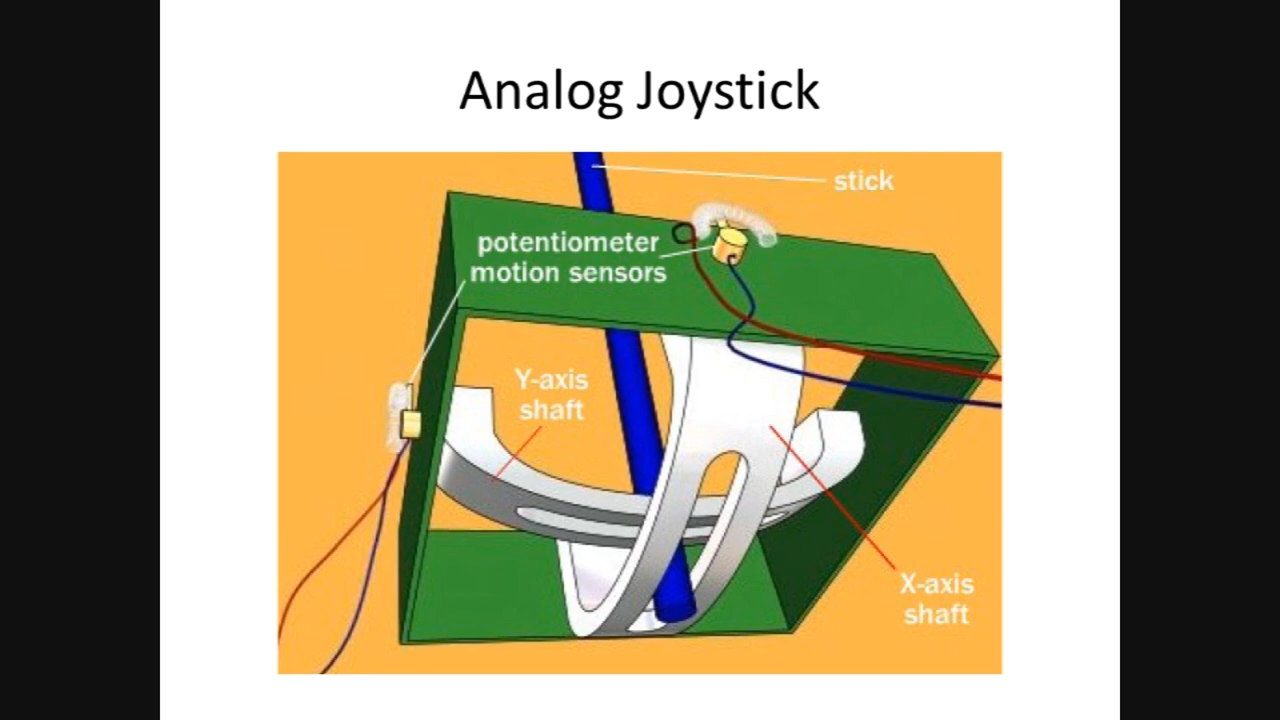 Analog Joystick
stick
potentiometer
motion sensors
Y-axis
shaft
X-axis
shaft